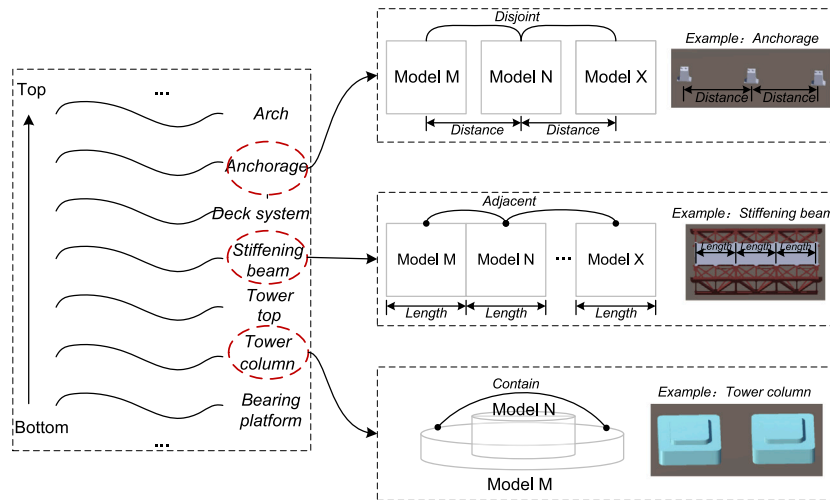 Top
...
Arch
Anchorage
Deck system
Stiffening
beam
Tower
top
Tower
column
Bearing
platform
Bottom
...
Disjoint
Model M
Model N
Model X
Distance
Distance
Example：Anchorage
Distance
Distance
Adjacent
Model M
Model N
...
Model X
Length
Length
Length
Example：Stiffening beam
Length
Length
Length
Contain
Model N
Model M
Example：Tower column